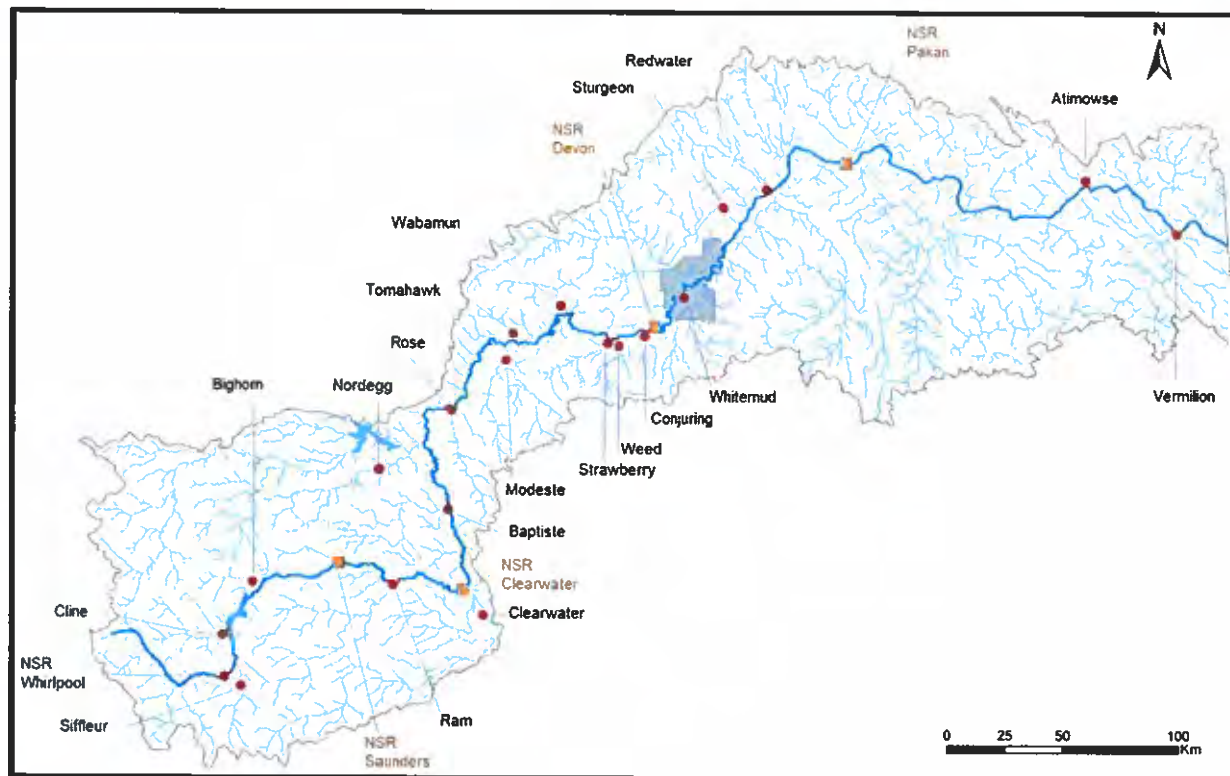 NSR
Pakan
N
Redwater
Sturgeon
Atimowse
NSR
Devon
Wabamun
Tomahawk
Rose
Bighorn
Nordegg
Whitemud
Vermilion
Conjuring
Weed
Strawberry
Modeste
Baptiste
NSR
Clearwater
Cline
Clearwater
NSR
Whirlpool
Siffleur
Ram
NSR
Saunders
0 25 50 100
Km